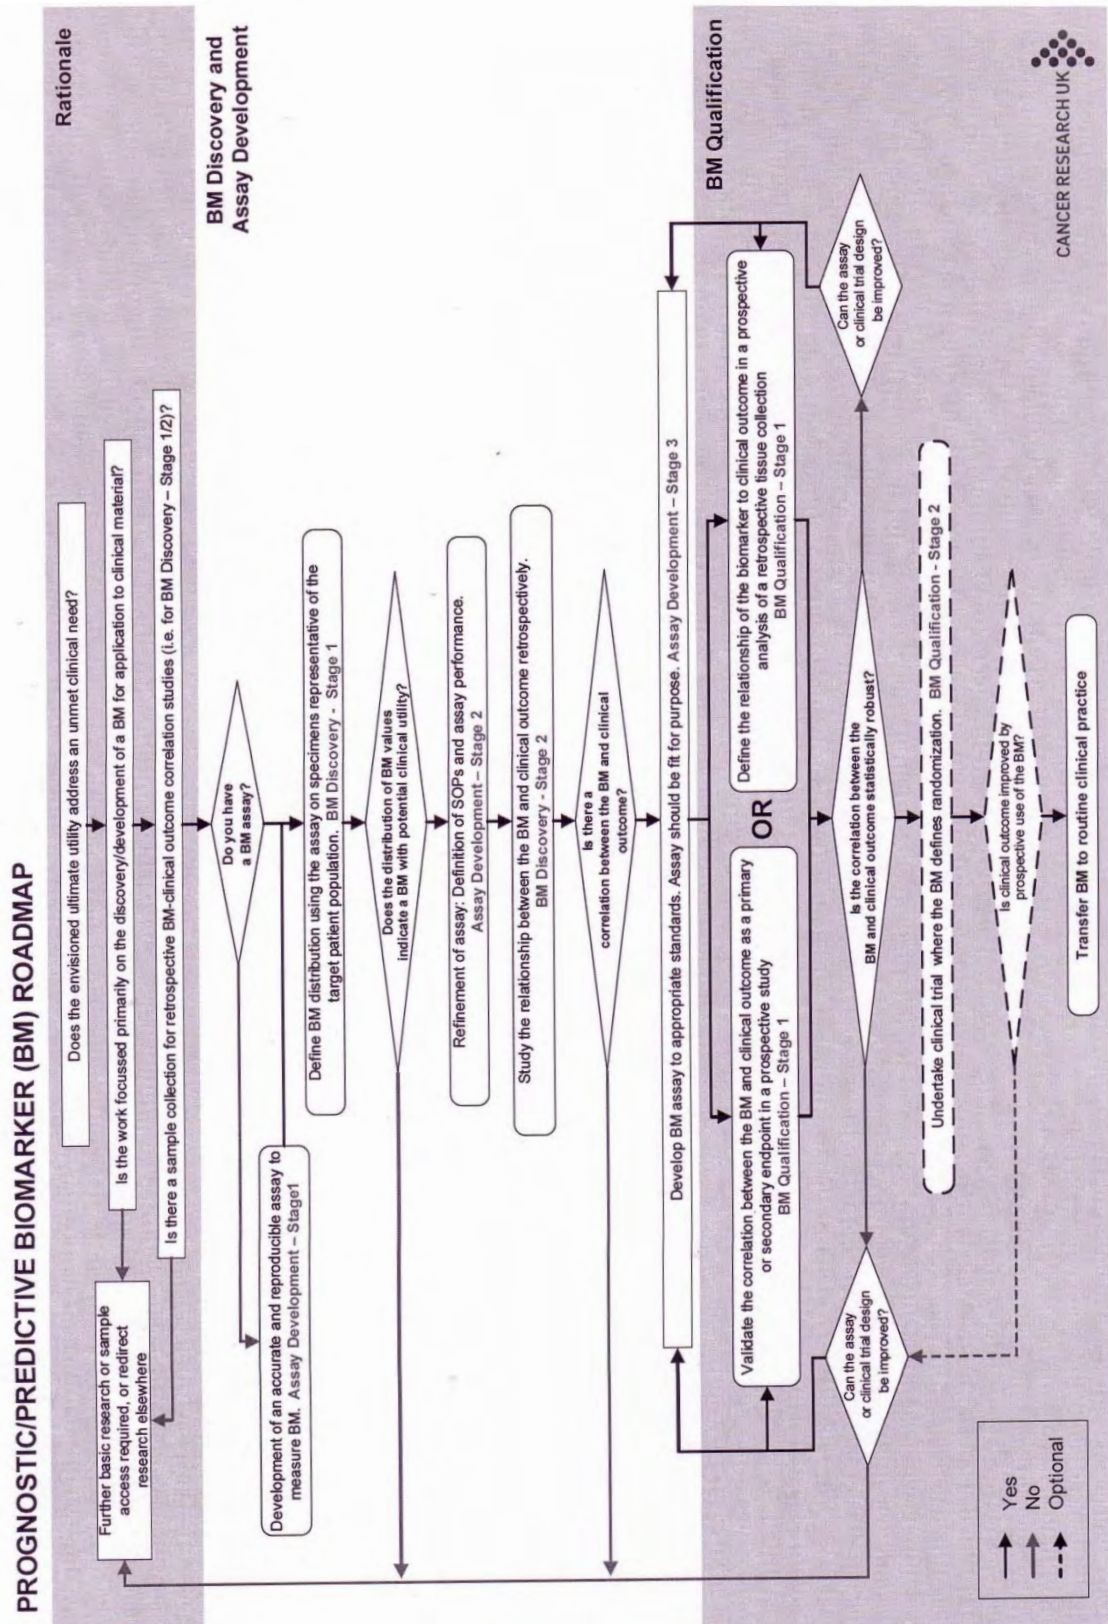 PROGNOSTIC/PREDICTIVE BIOMARKER (BM) ROADMAP
Rationale
Does the envisioned ultimate utility address an unmet clinical need?
Is the work focussed primarily on the discovery/development of a BM for application to clinical material?
Is there a sample collection for retrospective BM-clinical outcome correlation studies (i.e. for BM Discovery – Stage 1/2)?
Further basic research or sample
access required, or redirect
research elsewhere
BM Discovery and
Assay Development
Do you have
a BM assay?
Development of an accurate and reproducible assay to
measure BM. Assay Development – Stage1
Define BM distribution using the assay on specimens representative of the
target patient population. BM Discovery - Stage 1
Does the distribution of BM values
indicate a BM with potential clinical utility?
Refinement of assay: Definition of SOPs and assay performance.
Assay Development – Stage 2
Study the relationship between the BM and clinical outcome retrospectively.
BM Discovery - Stage 2
Is there a
correlation between the BM and clinical
outcome?
Develop BM assay to appropriate standards. Assay should be fit for purpose. Assay Development – Stage 3
BM Qualification
Validate the correlation between the BM and clinical outcome as a primary
or secondary endpoint in a prospective study
BM Qualification – Stage 1
OR
Define the relationship of the biomarker to clinical outcome in a prospective
analysis of a retrospective tissue collection
BM Qualification – Stage 1
Is the correlation between the
BM and clinical outcome statistically robust?
Can the assay
or clinical trial design
be improved?
Can the assay
or clinical trial design
be improved?
Undertake clinical trial where the BM defines randomization. BM Qualification - Stage 2
Is clinical outcome improved by
prospective use of the BM?
Transfer BM to routine clinical practice
Yes
No
Optional
CANCER RESEARCH UK